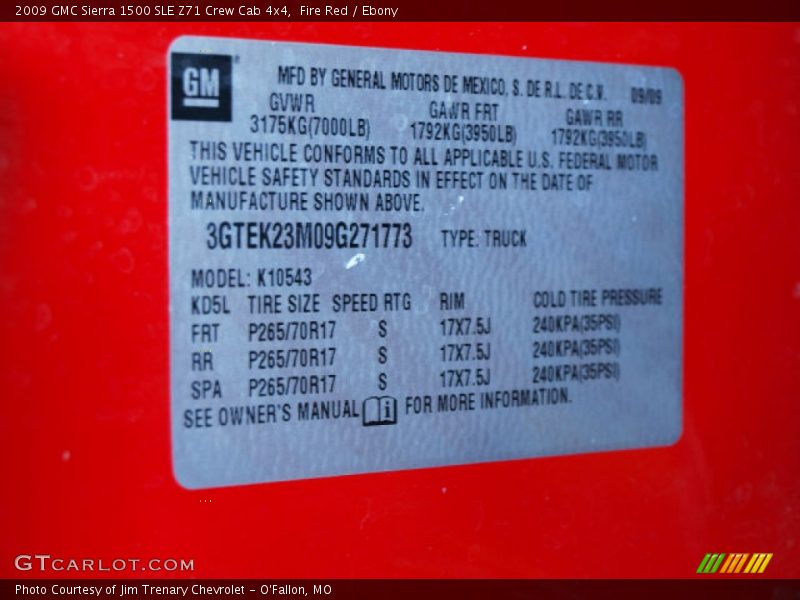 2009 GMC Sierra 1500 SLE Z71 Crew Cab 4x4, Fire Red / Ebony
GM
MFD BY GENERAL MOTORS DE MEXICO, S. DE R.L. DE C.V. 09/09
GVWR GAWR FRT GAWR RR
3175KG(7000LB) 1792KG(3950LB) 1792KG(3950LB)
THIS VEHICLE CONFORMS TO ALL APPLICABLE U.S. FEDERAL MOTOR
VEHICLE SAFETY STANDARDS IN EFFECT ON THE DATE OF
MANUFACTURE SHOWN ABOVE.
3GTEK23M09G271773 TYPE: TRUCK
MODEL: K10543
KD5L TIRE SIZE SPEED RTG RIM COLD TIRE PRESSURE
FRT P265/70R17 S 17X7.5J 240KPA(35PSI)
RR P265/70R17 S 17X7.5J 240KPA(35PSI)
SPA P265/70R17 S 17X7.5J 240KPA(35PSI)
SEE OWNER'S MANUAL i FOR MORE INFORMATION.
...
GTCARLOT.COM
Photo Courtesy of Jim Trenary Chevrolet - O'Fallon, MO